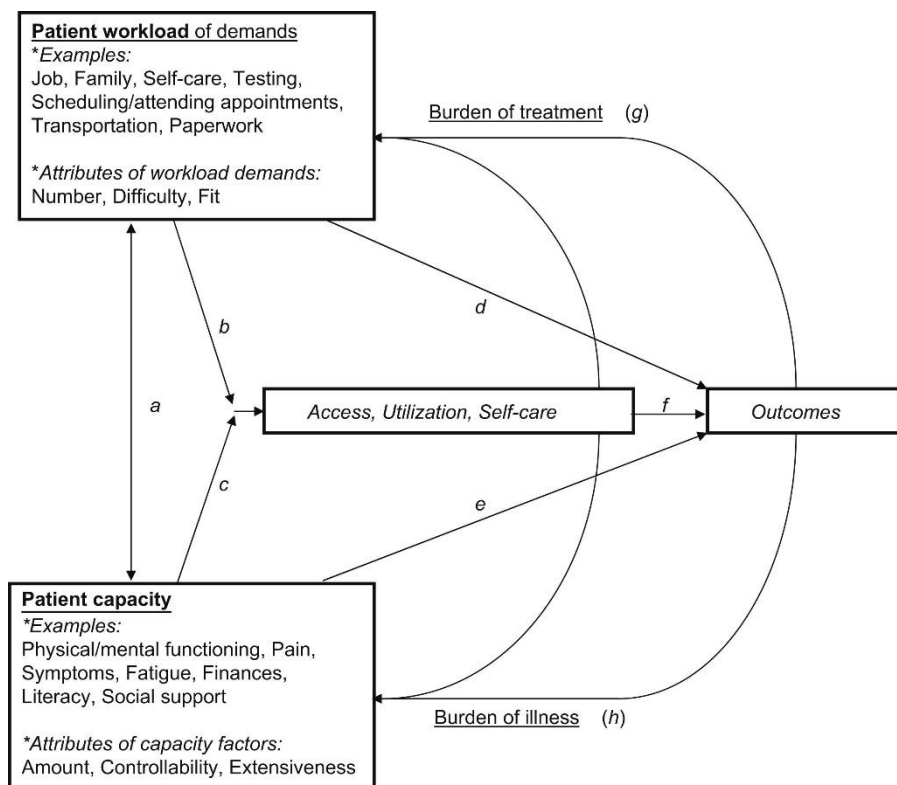 Patient workload of demands
*Examples:
Job, Family, Self-care, Testing,
Scheduling/attending appointments,
Transportation, Paperwork
*Attributes of workload demands:
Number, Difficulty, Fit
Burden of treatment (g)
d
b
a
Access, Utilization, Self-care
f
Outcomes
c
e
Patient capacity
*Examples:
Physical/mental functioning, Pain,
Symptoms, Fatigue, Finances,
Literacy, Social support
*Attributes of capacity factors:
Amount, Controllability, Extensiveness
Burden of illness (h)